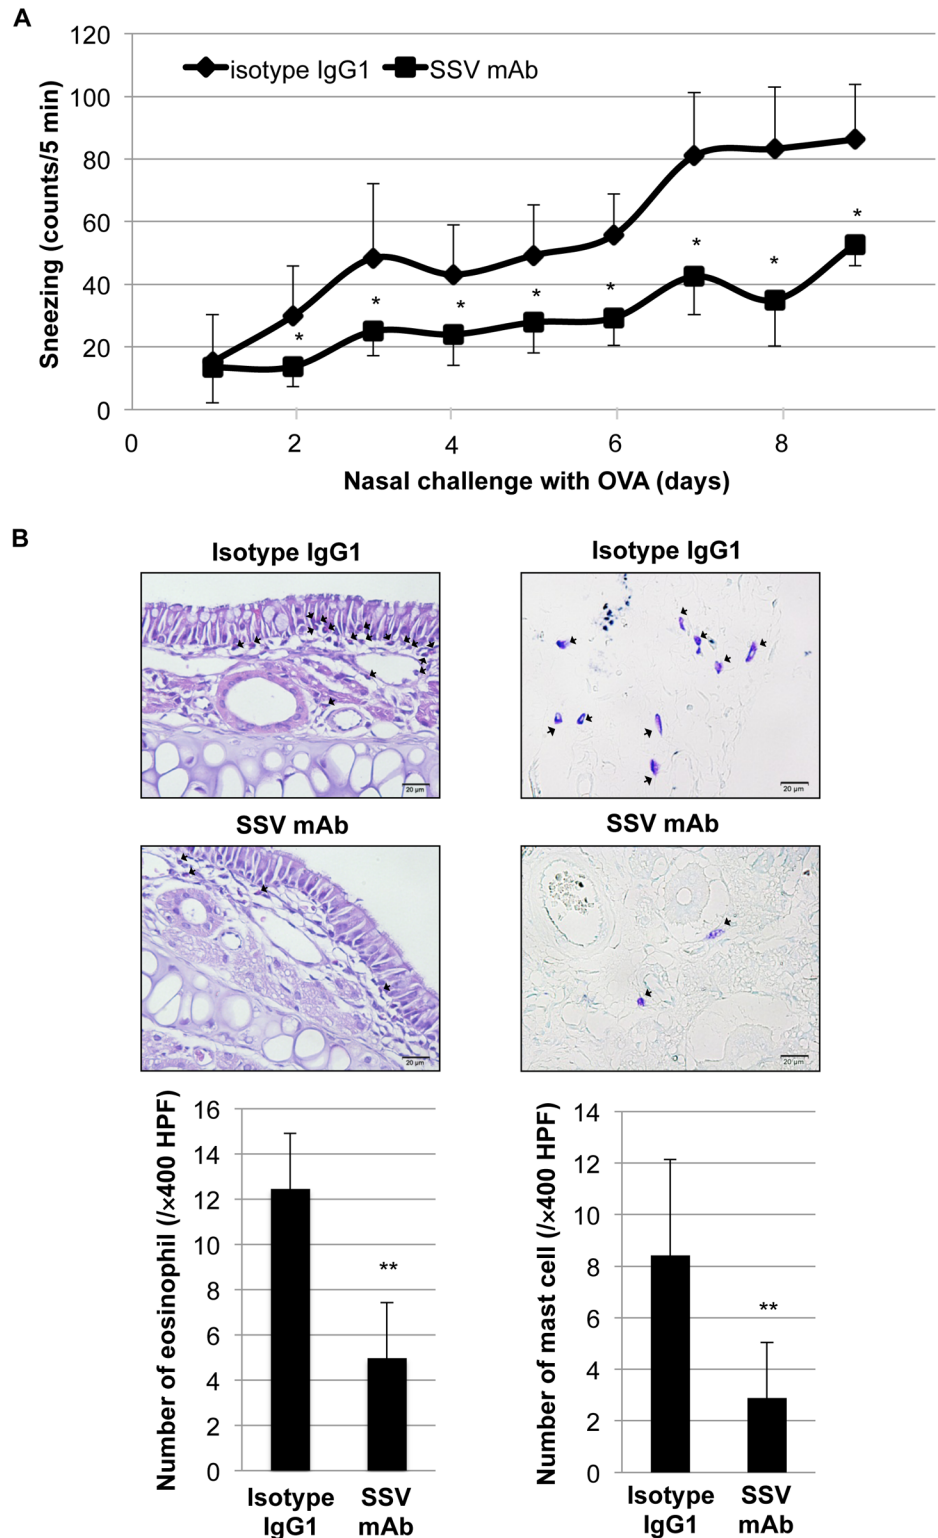 A
120
100
80
60
40
20
0
Sneezing (counts/5 min)
isotype IgG1 SSV mAb
*
*
*
*
*
*
*
*
0 2 4 6 8
Nasal challenge with OVA (days)
B
Isotype IgG1
20 µm
Isotype IgG1
20 µm
SSV mAb
20 µm
SSV mAb
20 µm
Number of eosinophil (/×400 HPF)
16
14
12
10
8
6
4
2
0
**
Isotype SSV
IgG1 mAb
Number of mast cell (/×400 HPF)
14
12
10
8
6
4
2
0
**
Isotype SSV
IgG1 mAb